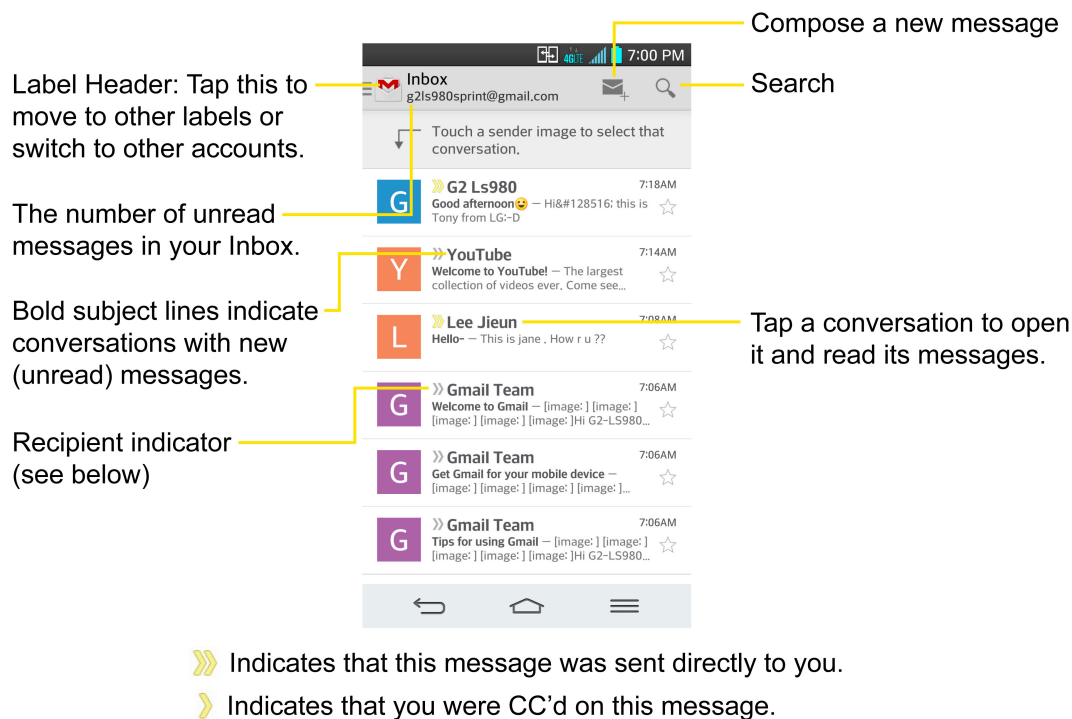 Compose a new message
7:00 PM
4GLTE
Label Header: Tap this to
move to other labels or
switch to other accounts.
Inbox
g2ls980sprint@gmail.com
Search
Touch a sender image to select that
conversation.
The number of unread
messages in your Inbox.
G
G2 Ls980
7:18AM
Good afternoon😉 – Hi&#128516; this is
Tony from LG:-D
Y
YouTube
7:14AM
Welcome to YouTube! – The largest
collection of videos ever. Come see...
Bold subject lines indicate
conversations with new
(unread) messages.
L
Lee Jieun
7:08AM
Hello- – This is jane . How r u ??
Tap a conversation to open
it and read its messages.
Recipient indicator
(see below)
G
Gmail Team
7:06AM
Welcome to Gmail – [image: ] [image: ]
[image: ] [image: ] [image: ]Hi G2-LS980...
G
Gmail Team
7:06AM
Get Gmail for your mobile device –
[image: ] [image: ] [image: ] [image: ]...
G
Gmail Team
7:06AM
Tips for using Gmail – [image: ] [image: ]
[image: ] [image: ] [image: ]Hi G2-LS980...
Indicates that this message was sent directly to you.
Indicates that you were CC’d on this message.